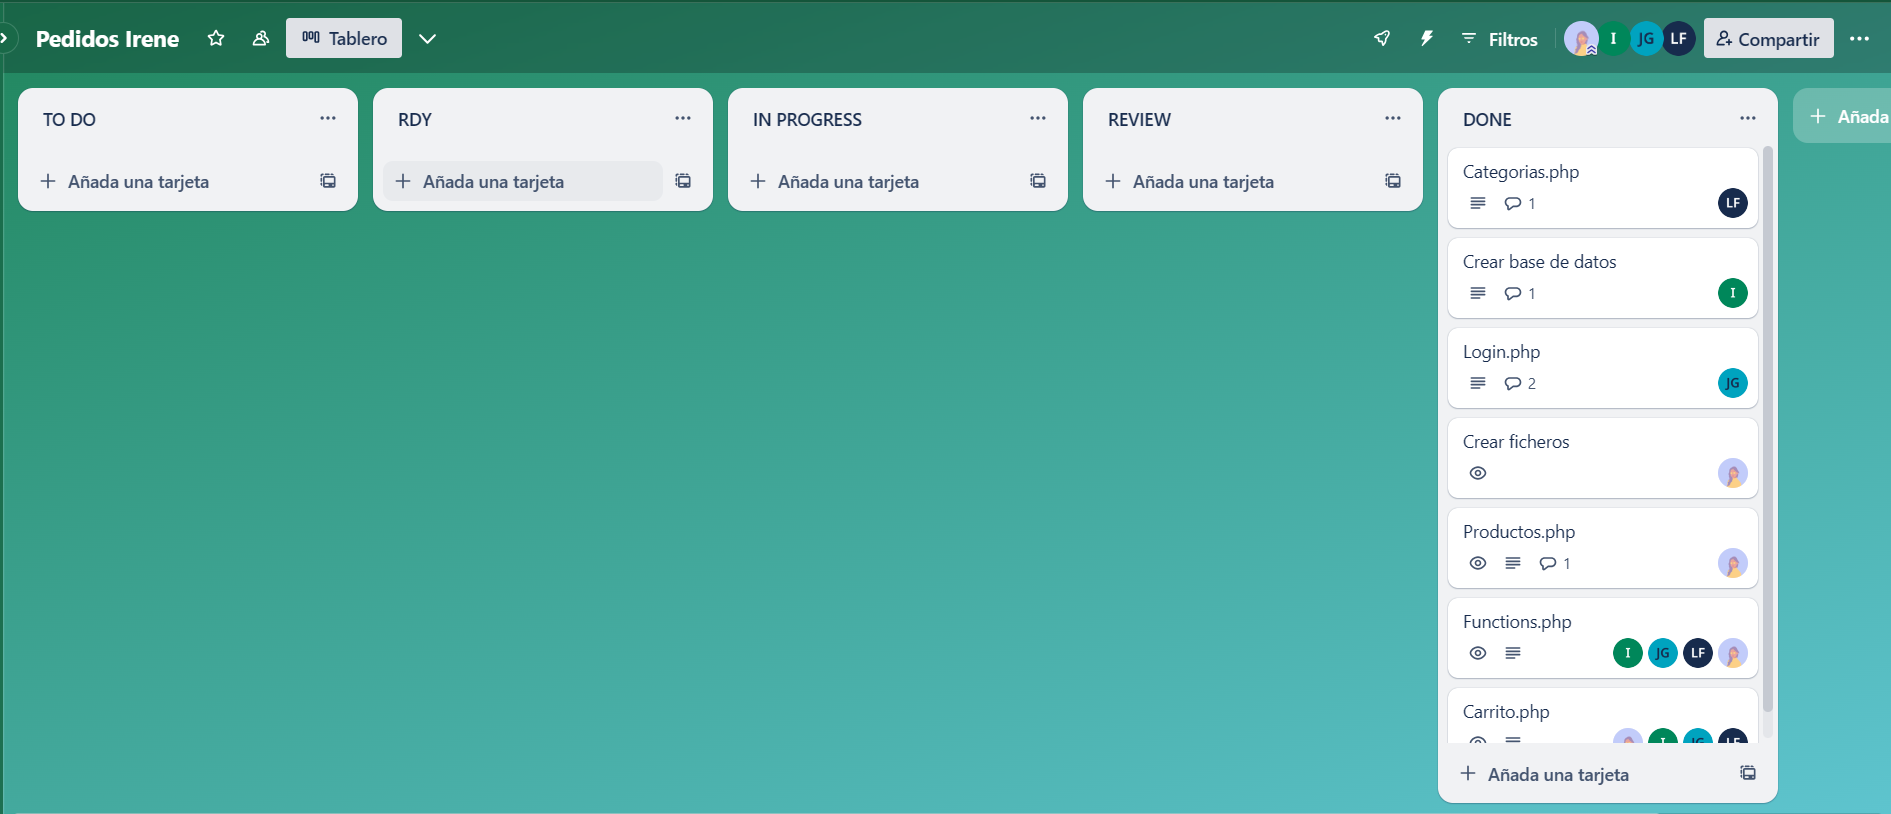 Pedidos Irene
Tablero
Filtros
I
JG
LF
Compartir
TO DO
Añada una tarjeta
RDY
Añada una tarjeta
IN PROGRESS
Añada una tarjeta
REVIEW
Añada una tarjeta
DONE
Categorias.php
1
LF
Crear base de datos
1
I
Login.php
2
JG
Crear ficheros
Productos.php
1
Functions.php
I
JG
LF
Carrito.php
I
JG
LF
Añada una tarjeta
Añada